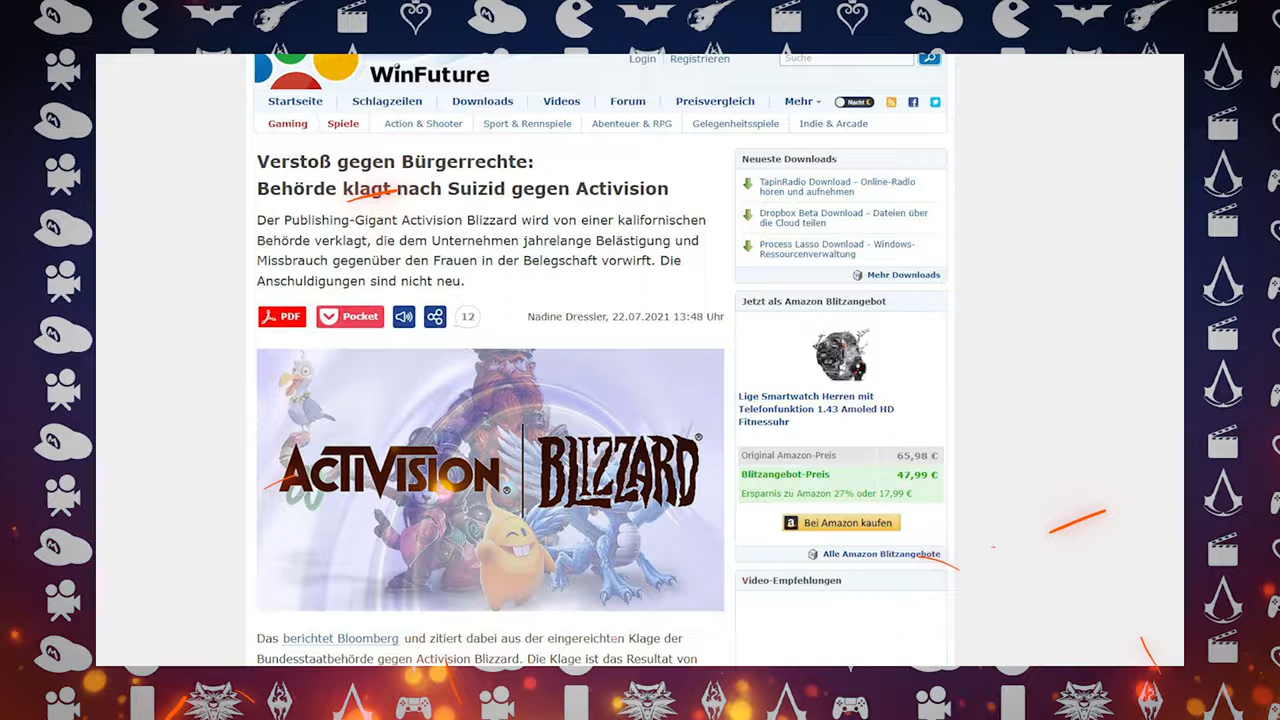 Login Registrieren
Suche
WinFuture
Startseite Schlagzeilen Downloads Videos Forum Preisvergleich Mehr Nacht
Gaming Spiele Action & Shooter Sport & Rennspiele Abenteuer & RPG Gelegenheitsspiele Indie & Arcade
Verstoß gegen Bürgerrechte:
Behörde klagt nach Suizid gegen Activision
Der Publishing-Gigant Activision Blizzard wird von einer kalifornischen
Behörde verklagt, die dem Unternehmen jahrelange Belästigung und
Missbrauch gegenüber den Frauen in der Belegschaft vorwirft. Die
Anschuldigungen sind nicht neu.
PDF Pocket 12 Nadine Dressler, 22.07.2021 13:48 Uhr
ACTIVISION® BLIZZARD®
Das berichtet Bloomberg und zitiert dabei aus der eingereichten Klage der
Bundesstaatbehörde gegen Activision Blizzard. Die Klage ist das Resultat von
Neueste Downloads
TapinRadio Download - Online-Radio
hören und aufnehmen
Dropbox Beta Download - Dateien über
die Cloud teilen
Process Lasso Download - Windows-
Ressourcenverwaltung
Mehr Downloads
Jetzt als Amazon Blitzangebot
Lige Smartwatch Herren mit
Telefonfunktion 1.43 Amoled HD
Fitnessuhr
Original Amazon-Preis 65,98 €
Blitzangebot-Preis 47,99 €
Ersparnis zu Amazon 27% oder 17,99 €
Bei Amazon kaufen
Alle Amazon Blitzangebote
Video-Empfehlungen